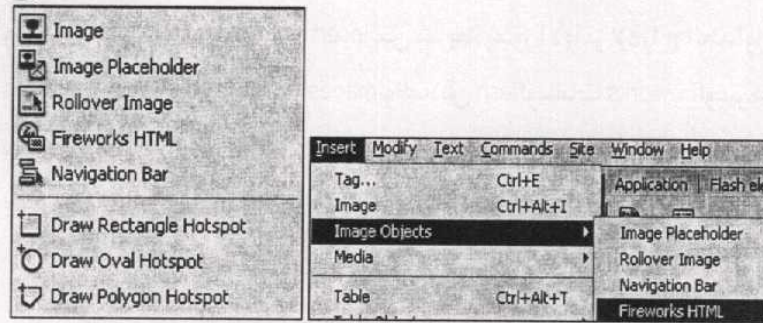 Image
Image Placeholder
Rollover Image
Fireworks HTML
Navigation Bar
Draw Rectangle Hotspot
Draw Oval Hotspot
Draw Polygon Hotspot
Insert Modify Text Commands Site Window Help
Tag... Ctrl+E
Image Ctrl+Alt+I
Image Objects
Media
Table Ctrl+Alt+T
Application Flash
Image Placeholder
Rollover Image
Navigation Bar
Fireworks HTML